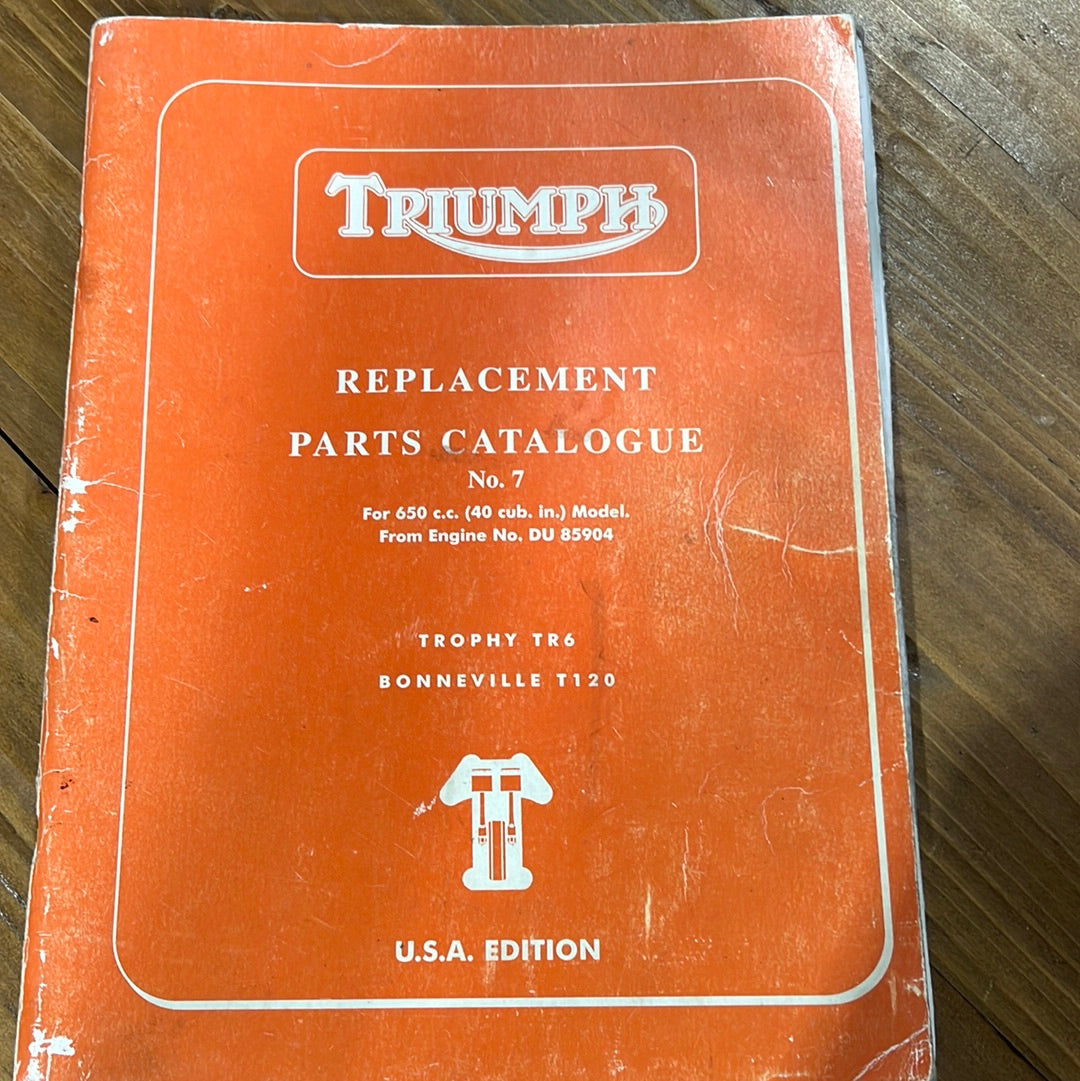 TRIUMPH
REPLACEMENT
PARTS CATALOGUE
No. 7
For 650 c.c. (40 cub. in.) Model.
From Engine No. DU 85904
TROPHY TR6
BONNEVILLE T120
U.S.A. EDITION